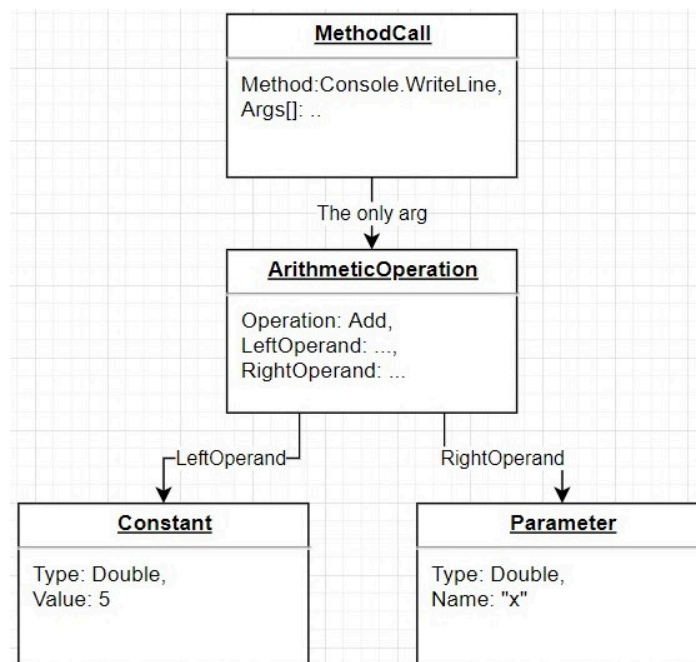 MethodCall
Method:Console.WriteLine,
Args[]: ..
The only arg
ArithmeticOperation
Operation: Add,
LeftOperand: ...,
RightOperand: ...
LeftOperand
RightOperand
Constant
Type: Double,
Value: 5
Parameter
Type: Double,
Name: "x"